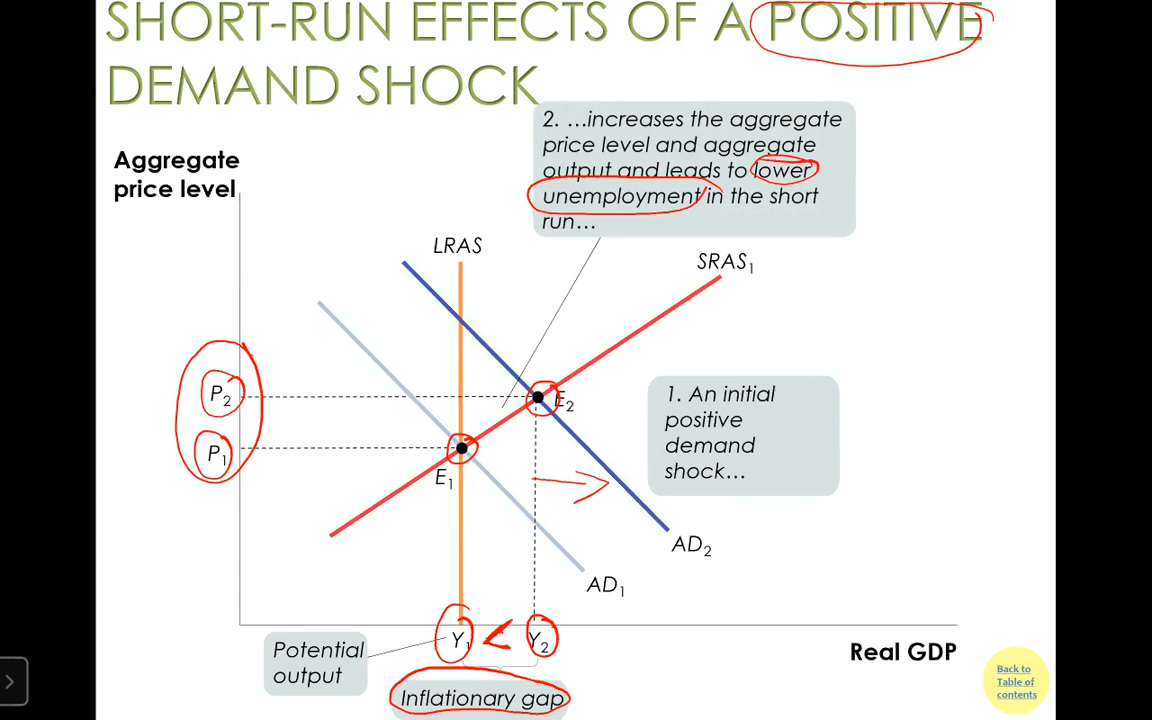 SHORT-RUN EFFECTS OF A POSITIVE
DEMAND SHOCK
2. …increases the aggregate
price level and aggregate
output and leads to lower
unemployment in the short
run…
Aggregate
price level
LRAS
SRAS1
P2
E2
1. An initial
positive
demand
shock…
P1
E1
AD2
AD1
Y1 < Y2
Potential
output
Real GDP
Inflationary gap
Back to
Table of
contents